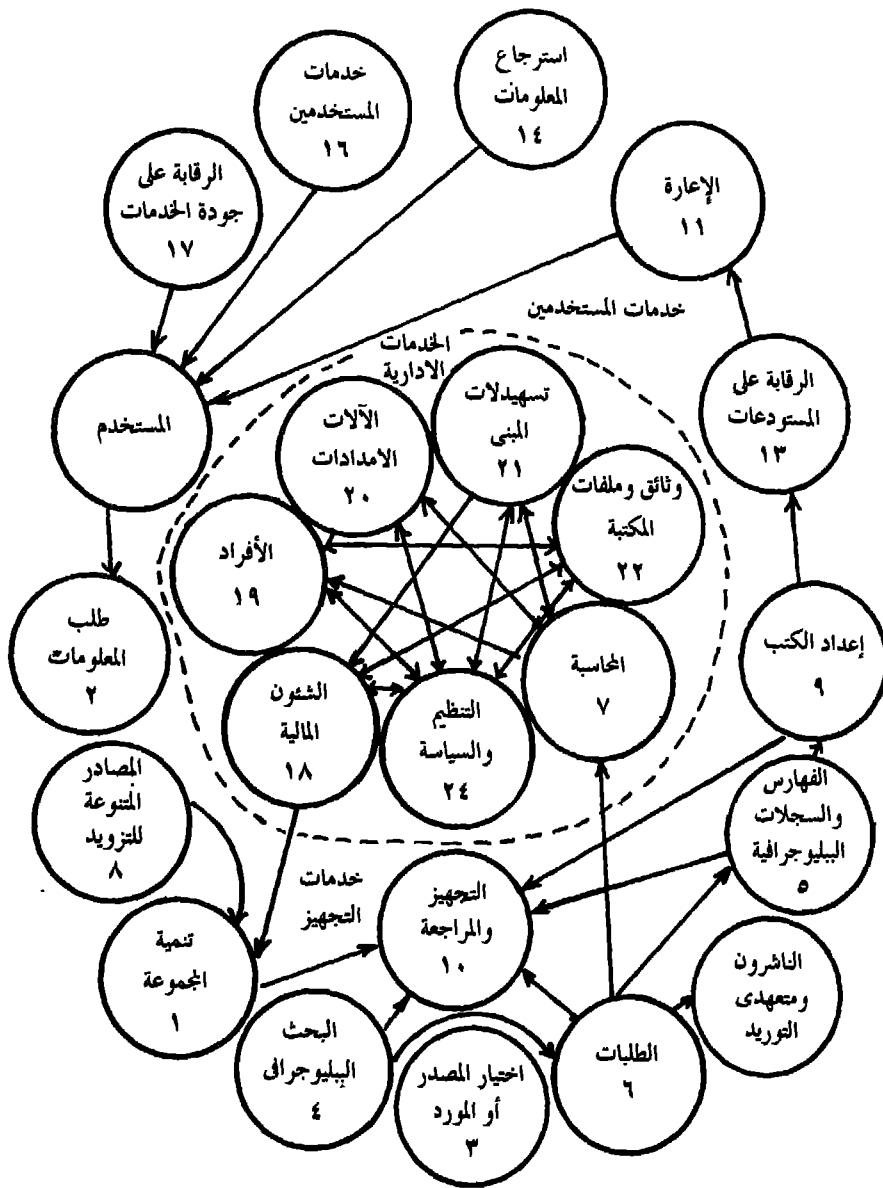 استرجاع
المعلومات
١٤
خدمات
المستخدمين
١٦
الرقابة على
جودة الخدمات
١٧
الإعارة
١١
خدمات المستخدمين
الخدمات
الادارية
المستخدم
الرقابة على
المستودعات
١٣
تسهيدلات
المبنى
٢١
الآلات
الامدادات
٢٠
وثائق وملفات
المكتبة
٢٢
الأفراد
١٩
طلب
المعلومات
٢
إعداد الكتب
٩
المحاسبة
٧
الشئون
المالية
١٨
التنظيم
والسياسة
٢٤
المصادر
المتنوعة
للتزويد
٨
الفهارس
والسجلات
الببليوجرافية
٥
خدمات
التجهيز
التجهيز
والمراجعة
١٠
تنمية
المجموعة
١
الناشرون
ومتعهدى
التوريد
البحث
الببليوجرافى
٤
اختيار المصدر
أو المورد
٣
الطلبات
٦